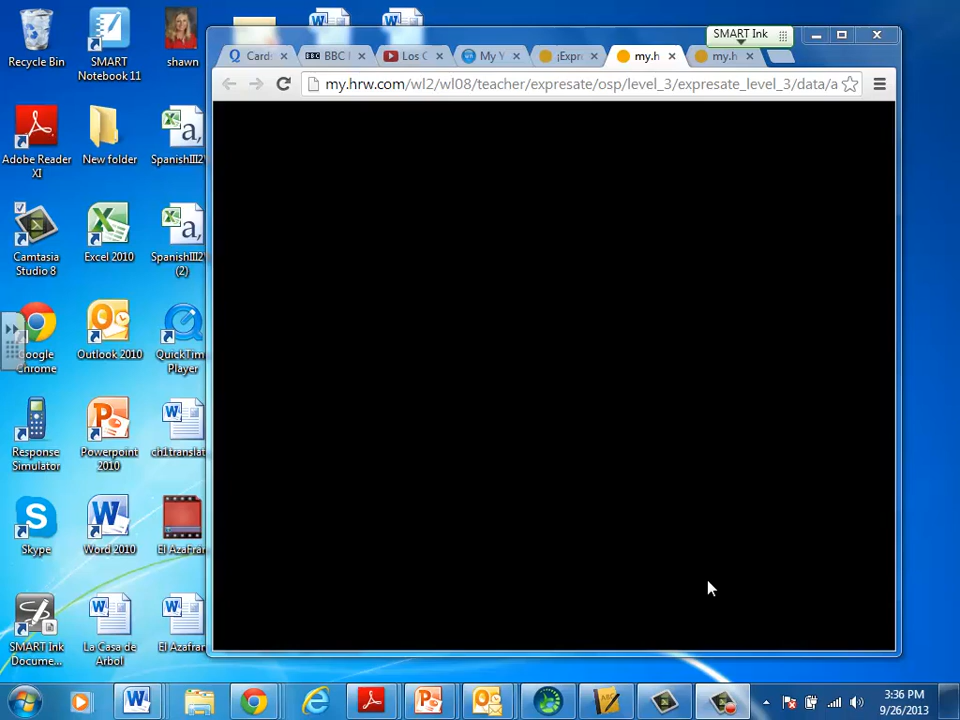 SMART Ink
Cards
BBC
Los C
My Y
¡Expr
my.h
my.h
my.hrw.com/wl2/wl08/teacher/expresate/osp/level_3/expresate_level_3/data/a
Recycle Bin
SMART
Notebook 11
shawn
Adobe Reader
XI
New folder
SpanishIII2
Camtasia
Studio 8
Excel 2010
SpanishIII2
(2)
Google
Chrome
Outlook 2010
QuickTim
Player
Response
Simulator
Powerpoint
2010
ch1translat
Skype
Word 2010
El Azafran
SMART Ink
Docume...
La Casa de
Arbol
El Azafran
3:36 PM
9/26/2013